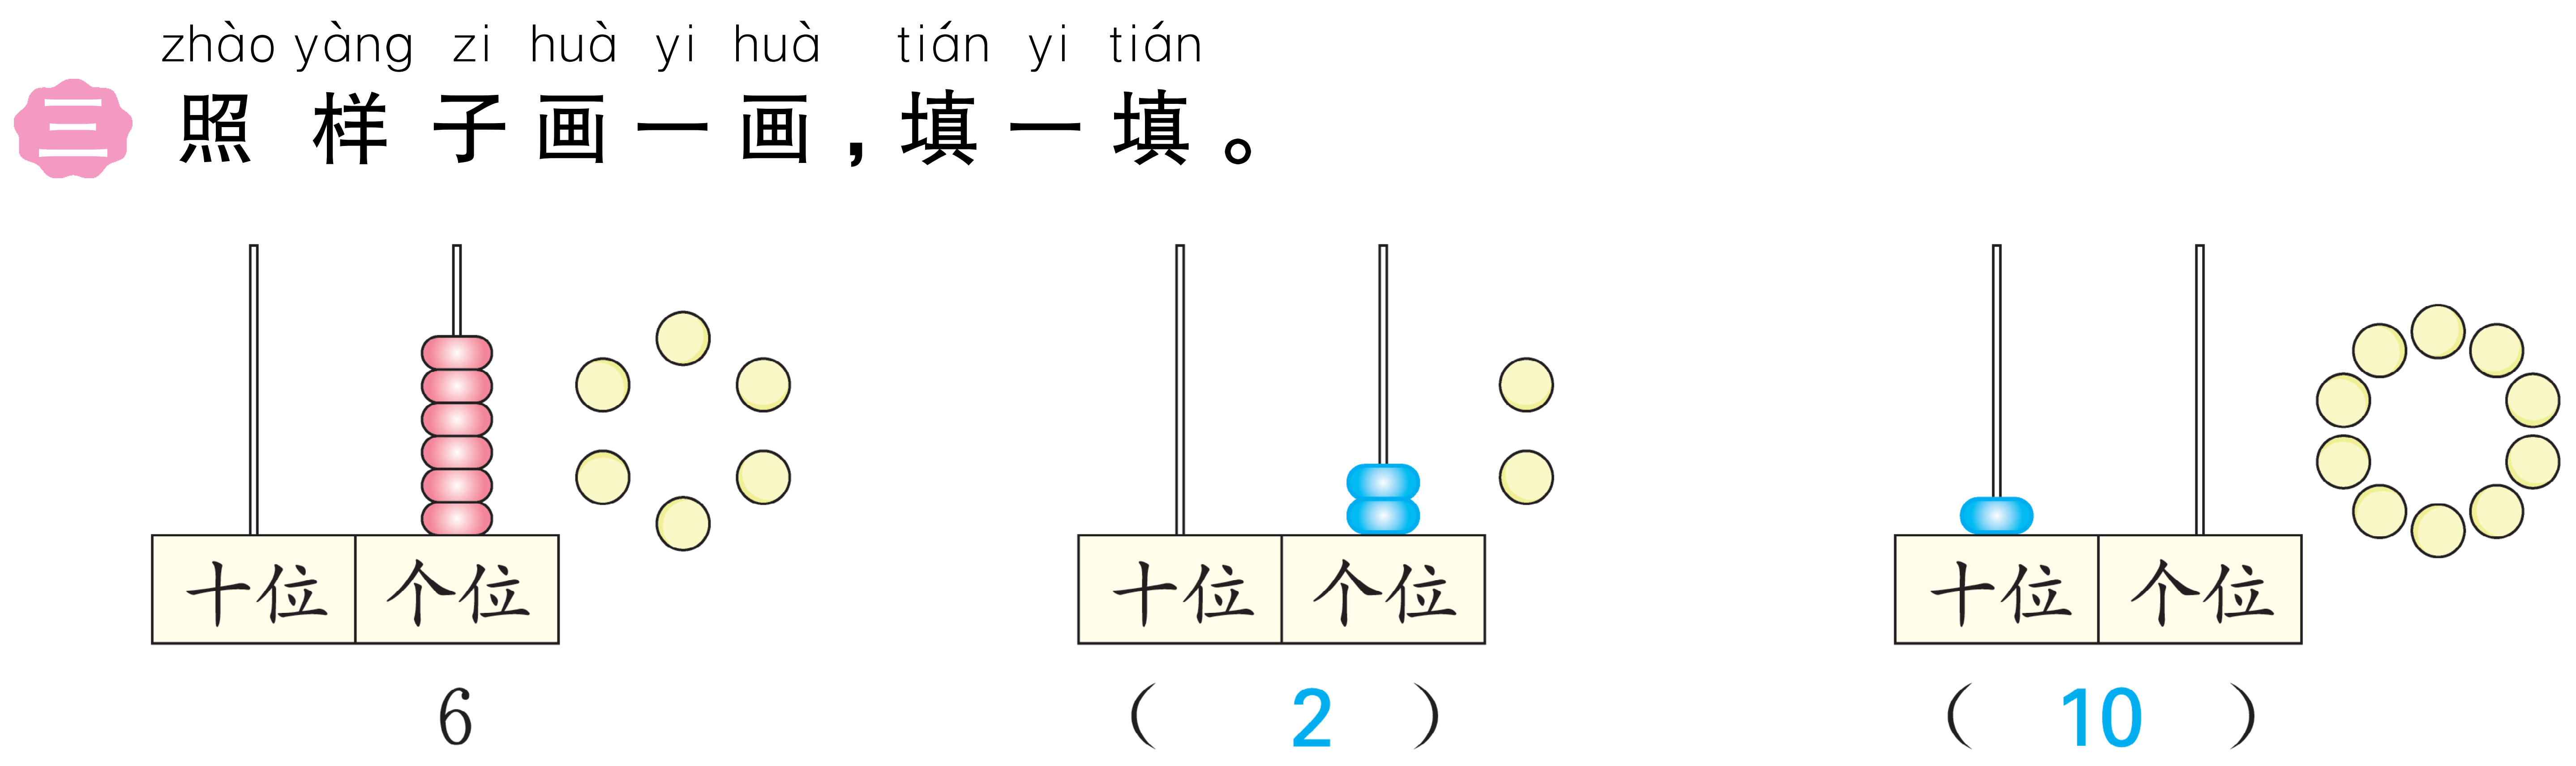 zhào yàng zi huà yi huà tián yi tián
三 照样子画一画,填一填。
十位 个位 十位 个位 十位 个位
6 ( 2 ) ( 10 )